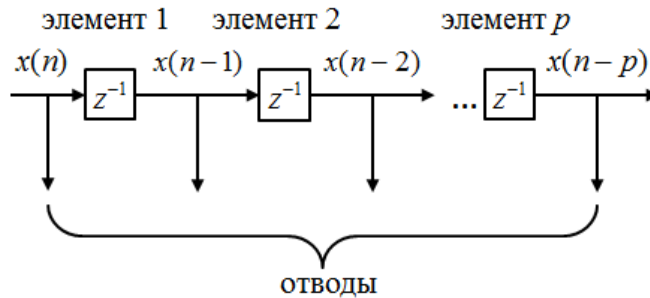 элемент 1 элемент 2 элемент p
x(n) x(n−1) x(n−2) x(n−p)
z⁻¹ z⁻¹ ... z⁻¹
отводы